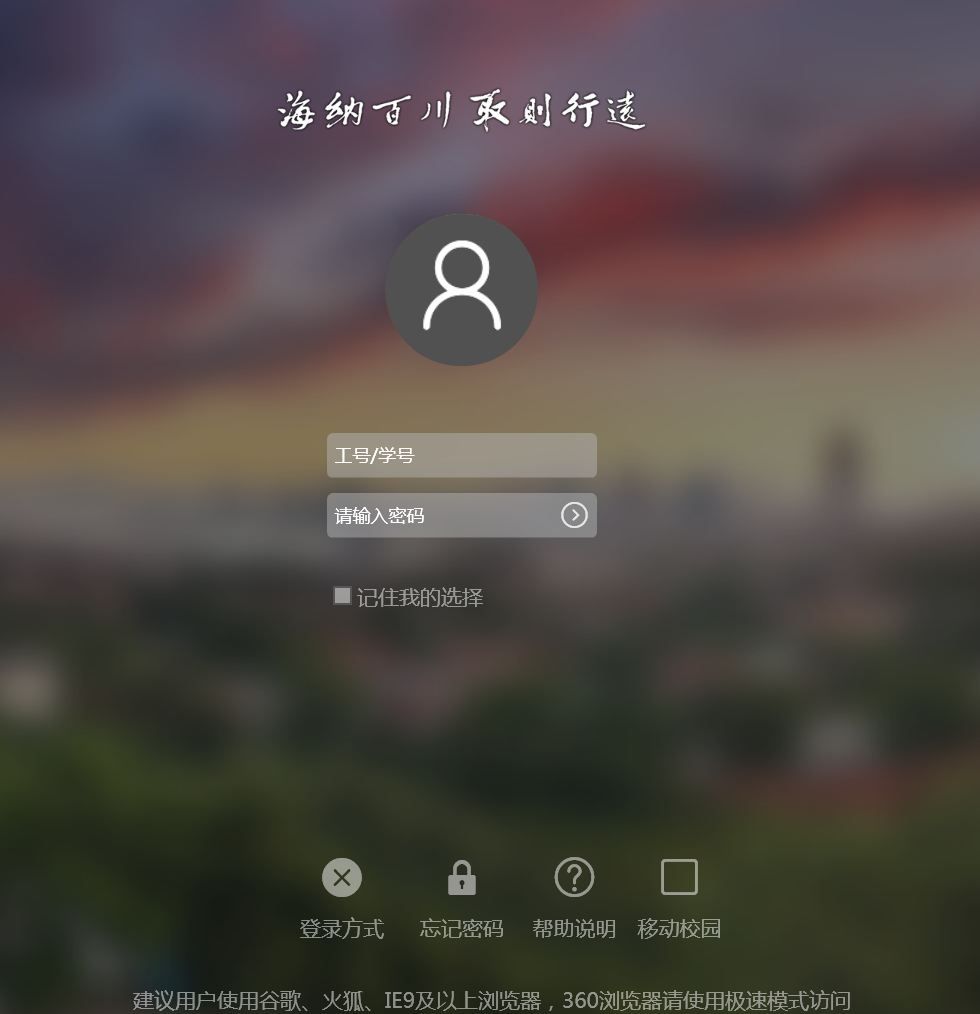 海纳百川 取则行远
工号/学号
请输入密码
记住我的选择
登录方式 忘记密码 帮助说明 移动校园
建议用户使用谷歌、火狐、IE9及以上浏览器，360浏览器请使用极速模式访问